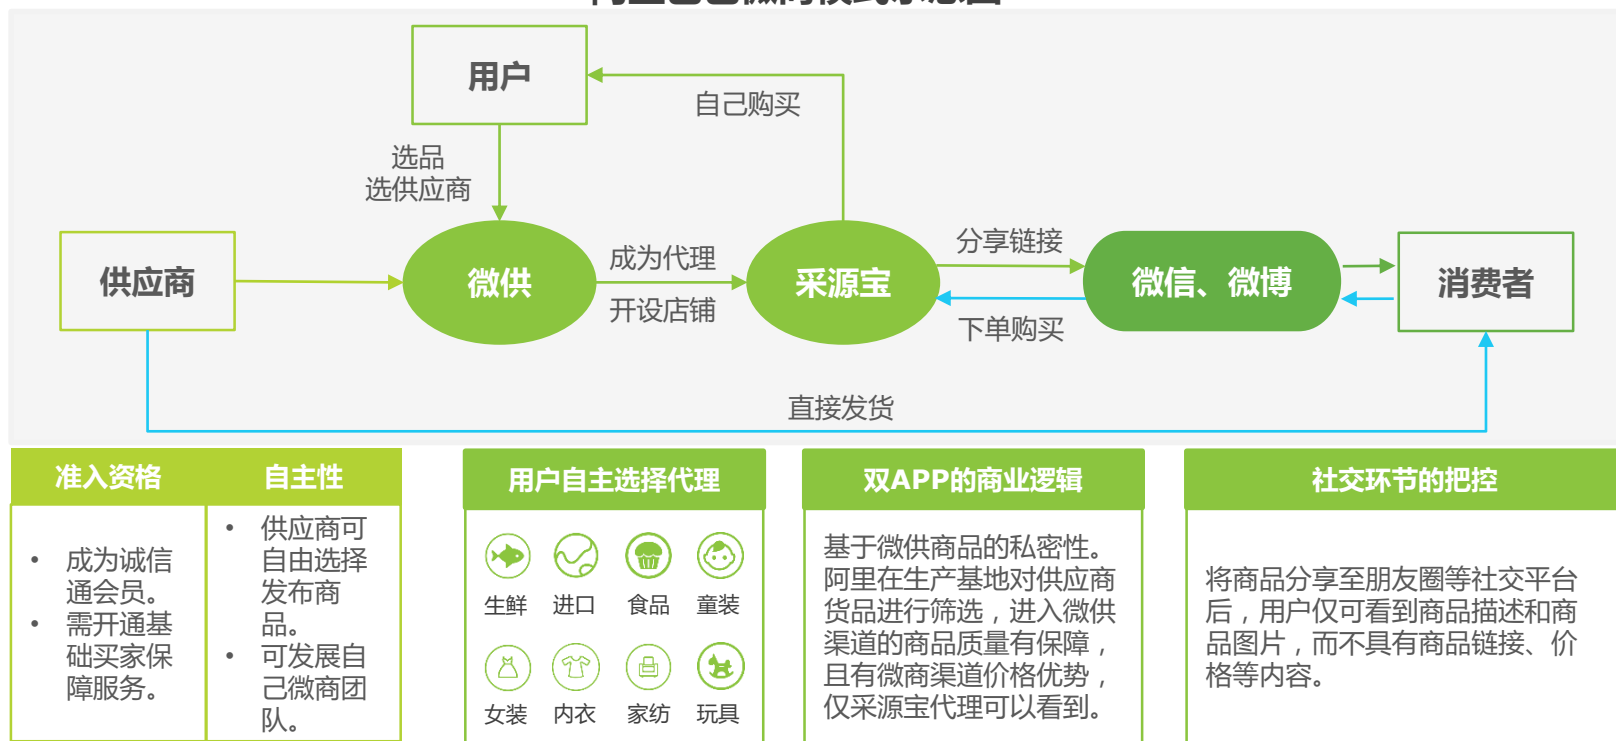 用户
自己购买
选品
选供应商
供应商
微供
成为代理
开设店铺
采源宝
分享链接
下单购买
微信、微博
消费者
直接发货
准入资格
• 成为诚信
通会员。
• 需开通基
础买家保
障服务。
自主性
• 供应商可
自由选择
发布商
品。
• 可发展自
己微商团
队。
用户自主选择代理
生鲜 进口 食品 童装
女装 内衣 家纺 玩具
双APP的商业逻辑
基于微供商品的私密性。
阿里在生产基地对供应商
货品进行筛选，进入微供
渠道的商品质量有保障，
且有微商渠道价格优势，
仅采源宝代理可以看到。
社交环节的把控
将商品分享至朋友圈等社交平台
后，用户仅可看到商品描述和商
品图片，而不具有商品链接、价
格等内容。